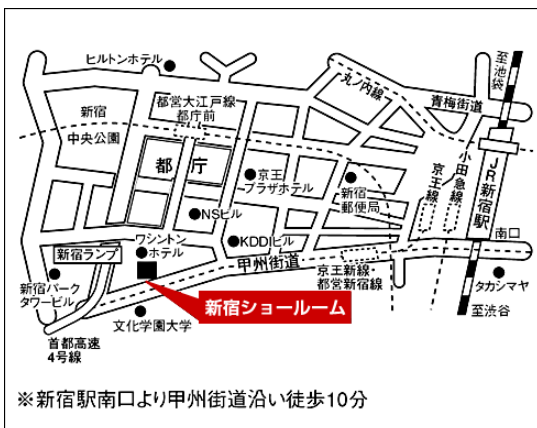 ヒルトンホテル
至池袋
丸ノ内線
青梅街道
新宿
中央公園
都営大江戸線
都庁前
都 庁
京王
プラザホテル
新宿
郵便局
京王線
小田急線
JR新宿駅
NSビル
南口
ワシントン
ホテル
KDDIビル
甲州街道
新宿ランプ
京王新線・
都営新宿線
新宿パーク
タワービル
タカシマヤ
新宿ショールーム
文化学園大学
至渋谷
首都高速
4号線
※新宿駅南口より甲州街道沿い徒歩10分